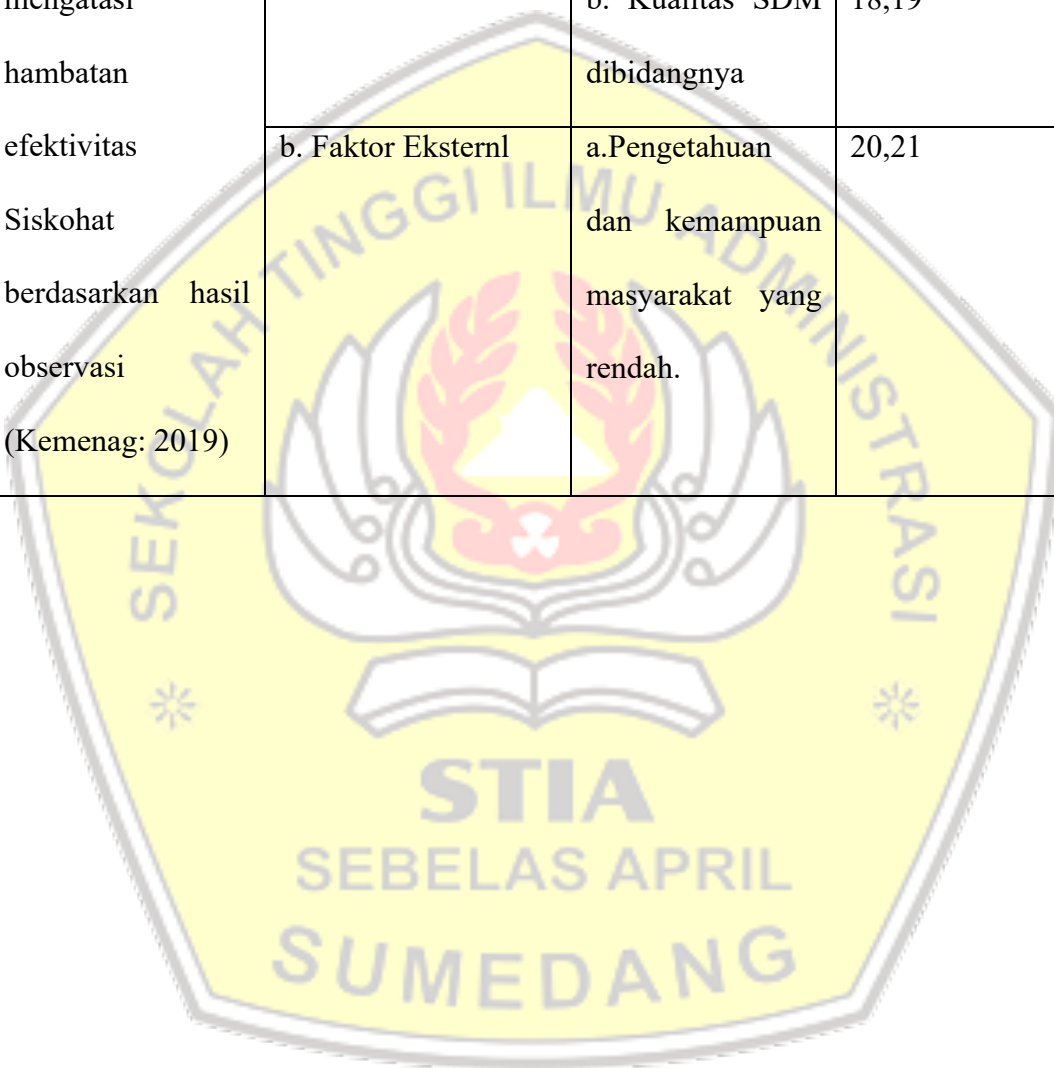 mengatasi
hambatan
efektivitas
Siskohat
berdasarkan hasil
observasi
(Kemenag: 2019)
b. Kualitas SDM
dibidangnya
18,19
b. Faktor Eksternl
a.Pengetahuan
dan kemampuan
masyarakat yang
rendah.
20,21
SEKOLAH TINGGI ILMU ADMINISTRASI
STIA
SEBELAS APRIL
SUMEDANG